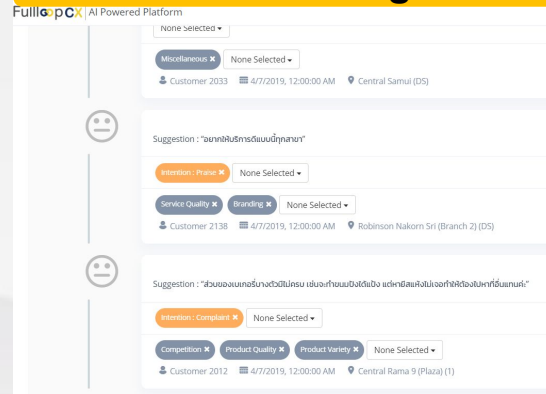 FulllooopCX AI Powered Platform
None Selected
Miscellaneous ✖ None Selected
Customer 2033 4/7/2019, 12:00:00 AM Central Samui (DS)
Suggestion : "อยากให้บริการดีแบบนี้ทุกสาขา"
Intention : Praise ✖ None Selected
Service Quality ✖ Branding ✖ None Selected
Customer 2138 4/7/2019, 12:00:00 AM Robinson Nakorn Sri (Branch 2) (DS)
Suggestion : "ส่วนของเบเกอรี่บางตัวมีไม่ครบ เช่นจะทำขนมปังได้แป้ง แต่หายีสแห้งไม่เจอทำให้ต้องไปหาที่อื่นแทนค่ะ"
Intention : Complaint ✖ None Selected
Competition ✖ Product Quality ✖ Product Variety ✖ None Selected
Customer 2012 4/7/2019, 12:00:00 AM Central Rama 9 (Plaza) (1)